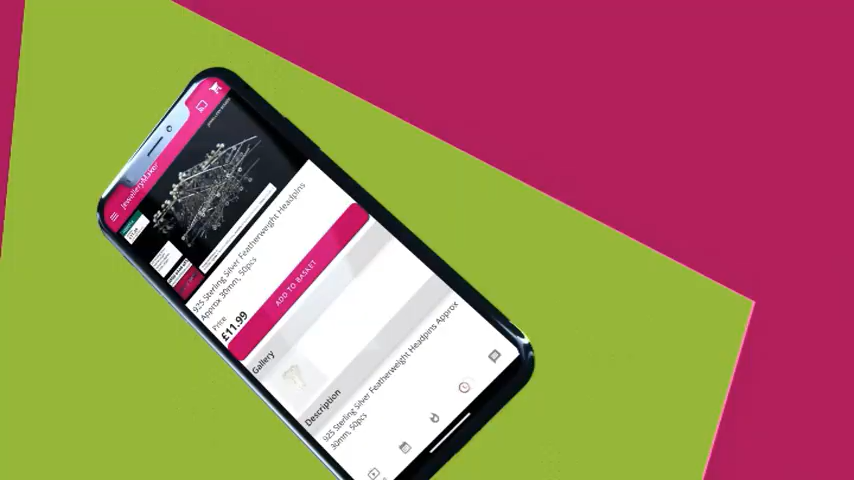 JewelleryMaker
925 Sterling Silver Featherweight Headpins
Approx 30mm, 50pcs
Price
£11.99
ADD TO BASKET
Gallery
Description
925 Sterling Silver Featherweight Headpins Approx
30mm, 50pcs